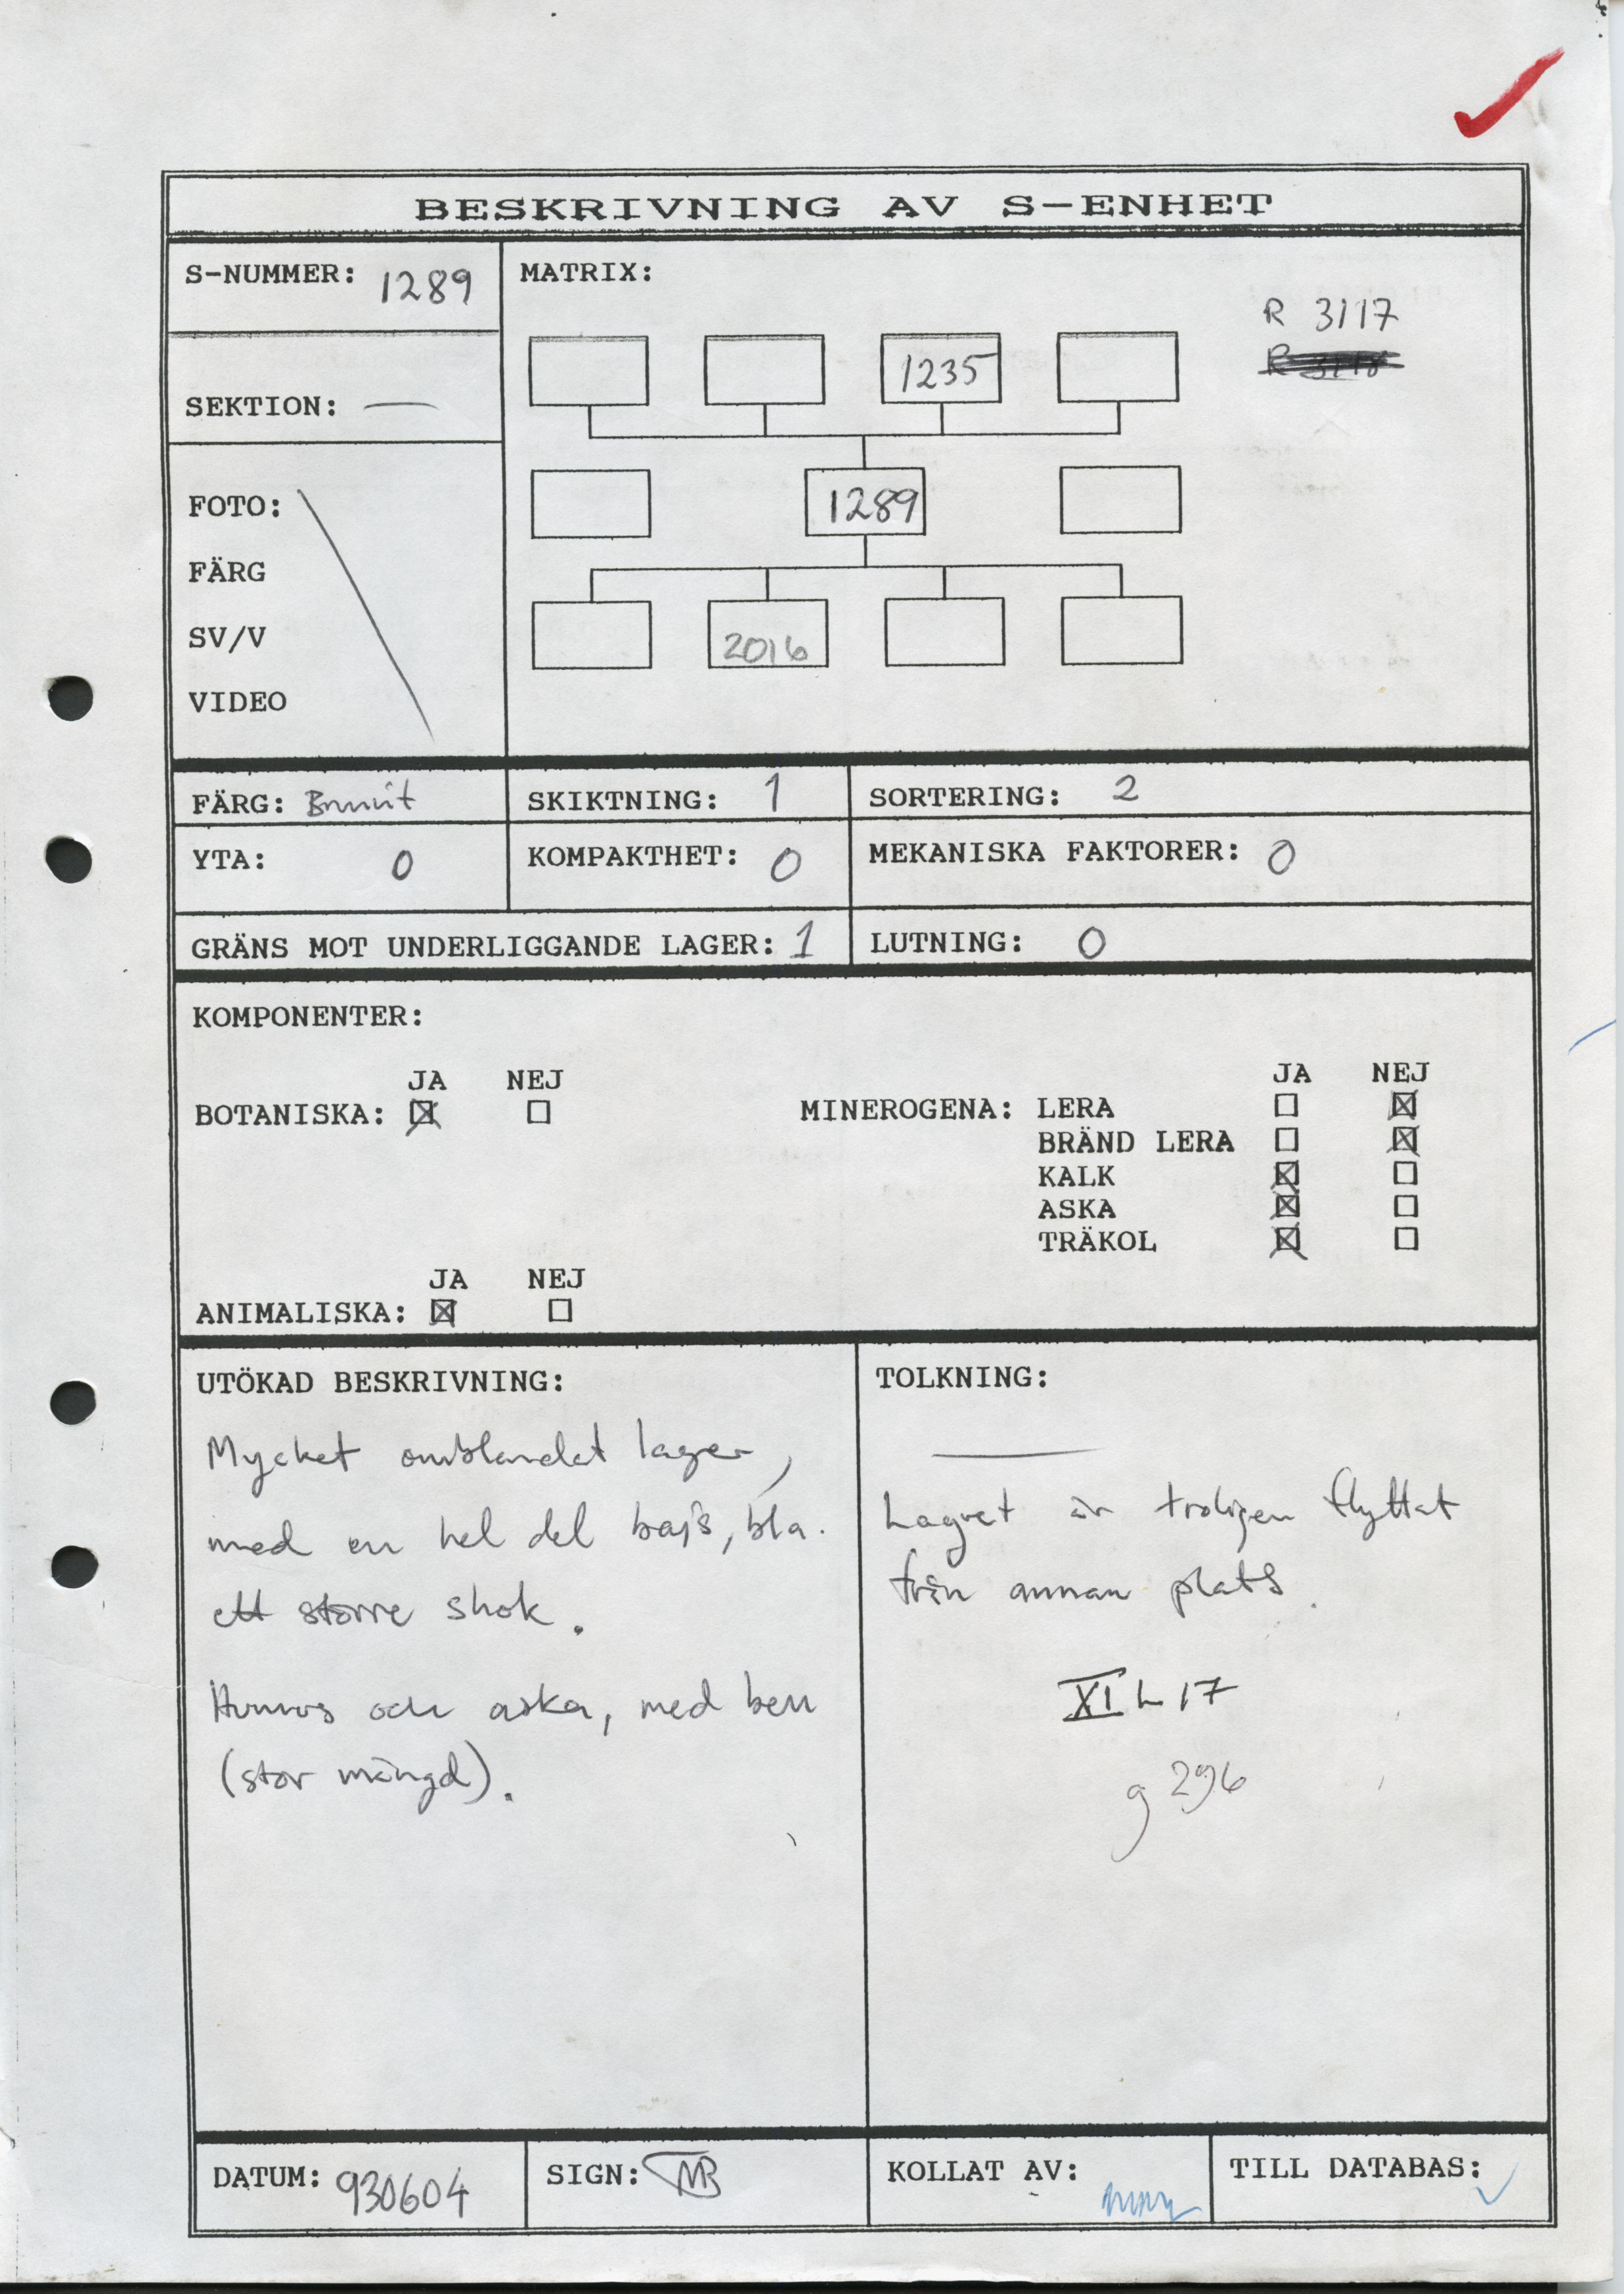 BESKRIVNING AV S-ENHET
S-NUMMER: 1289
MATRIX:
R 3117
1235
SEKTION: —
1289
FOTO:
FÄRG
SV/V
2016
VIDEO
FÄRG: SKIKTNING: 1 SORTERING: 2
YTA: 0 KOMPAKTHET: 0 MEKANISKA FAKTORER: 0
GRÄNS MOT UNDERLIGGANDE LAGER: 1 LUTNING: 0
KOMPONENTER:
JA NEJ
BOTANISKA: ☒ ☐
JA NEJ
MINEROGENA: LERA ☐ ☒
BRÄND LERA ☐ ☒
KALK ☒ ☐
ASKA ☒ ☐
TRÄKOL ☒ ☐
JA NEJ
ANIMALISKA: ☒ ☐
UTÖKAD BESKRIVNING:
Mycket omblandat lager,
med en hel del bajs, bla.
ett större shok.
Humus och aska, med ben
(stor mängd).
TOLKNING:
Lagret är troligen flyttat
från annan plats.
XI L 17
g 296
DATUM: 930604 SIGN: KOLLAT AV: TILL DATABAS: ✓